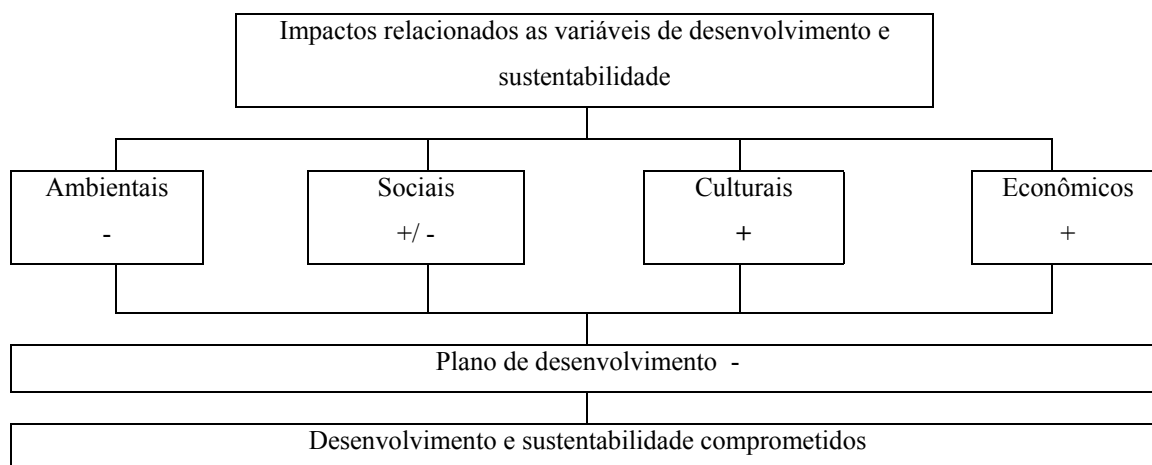 Impactos relacionados as variáveis de desenvolvimento e
sustentabilidade
Ambientais
-
Sociais
+/ -
Culturais
+
Econômicos
+
Plano de desenvolvimento -
Desenvolvimento e sustentabilidade comprometidos